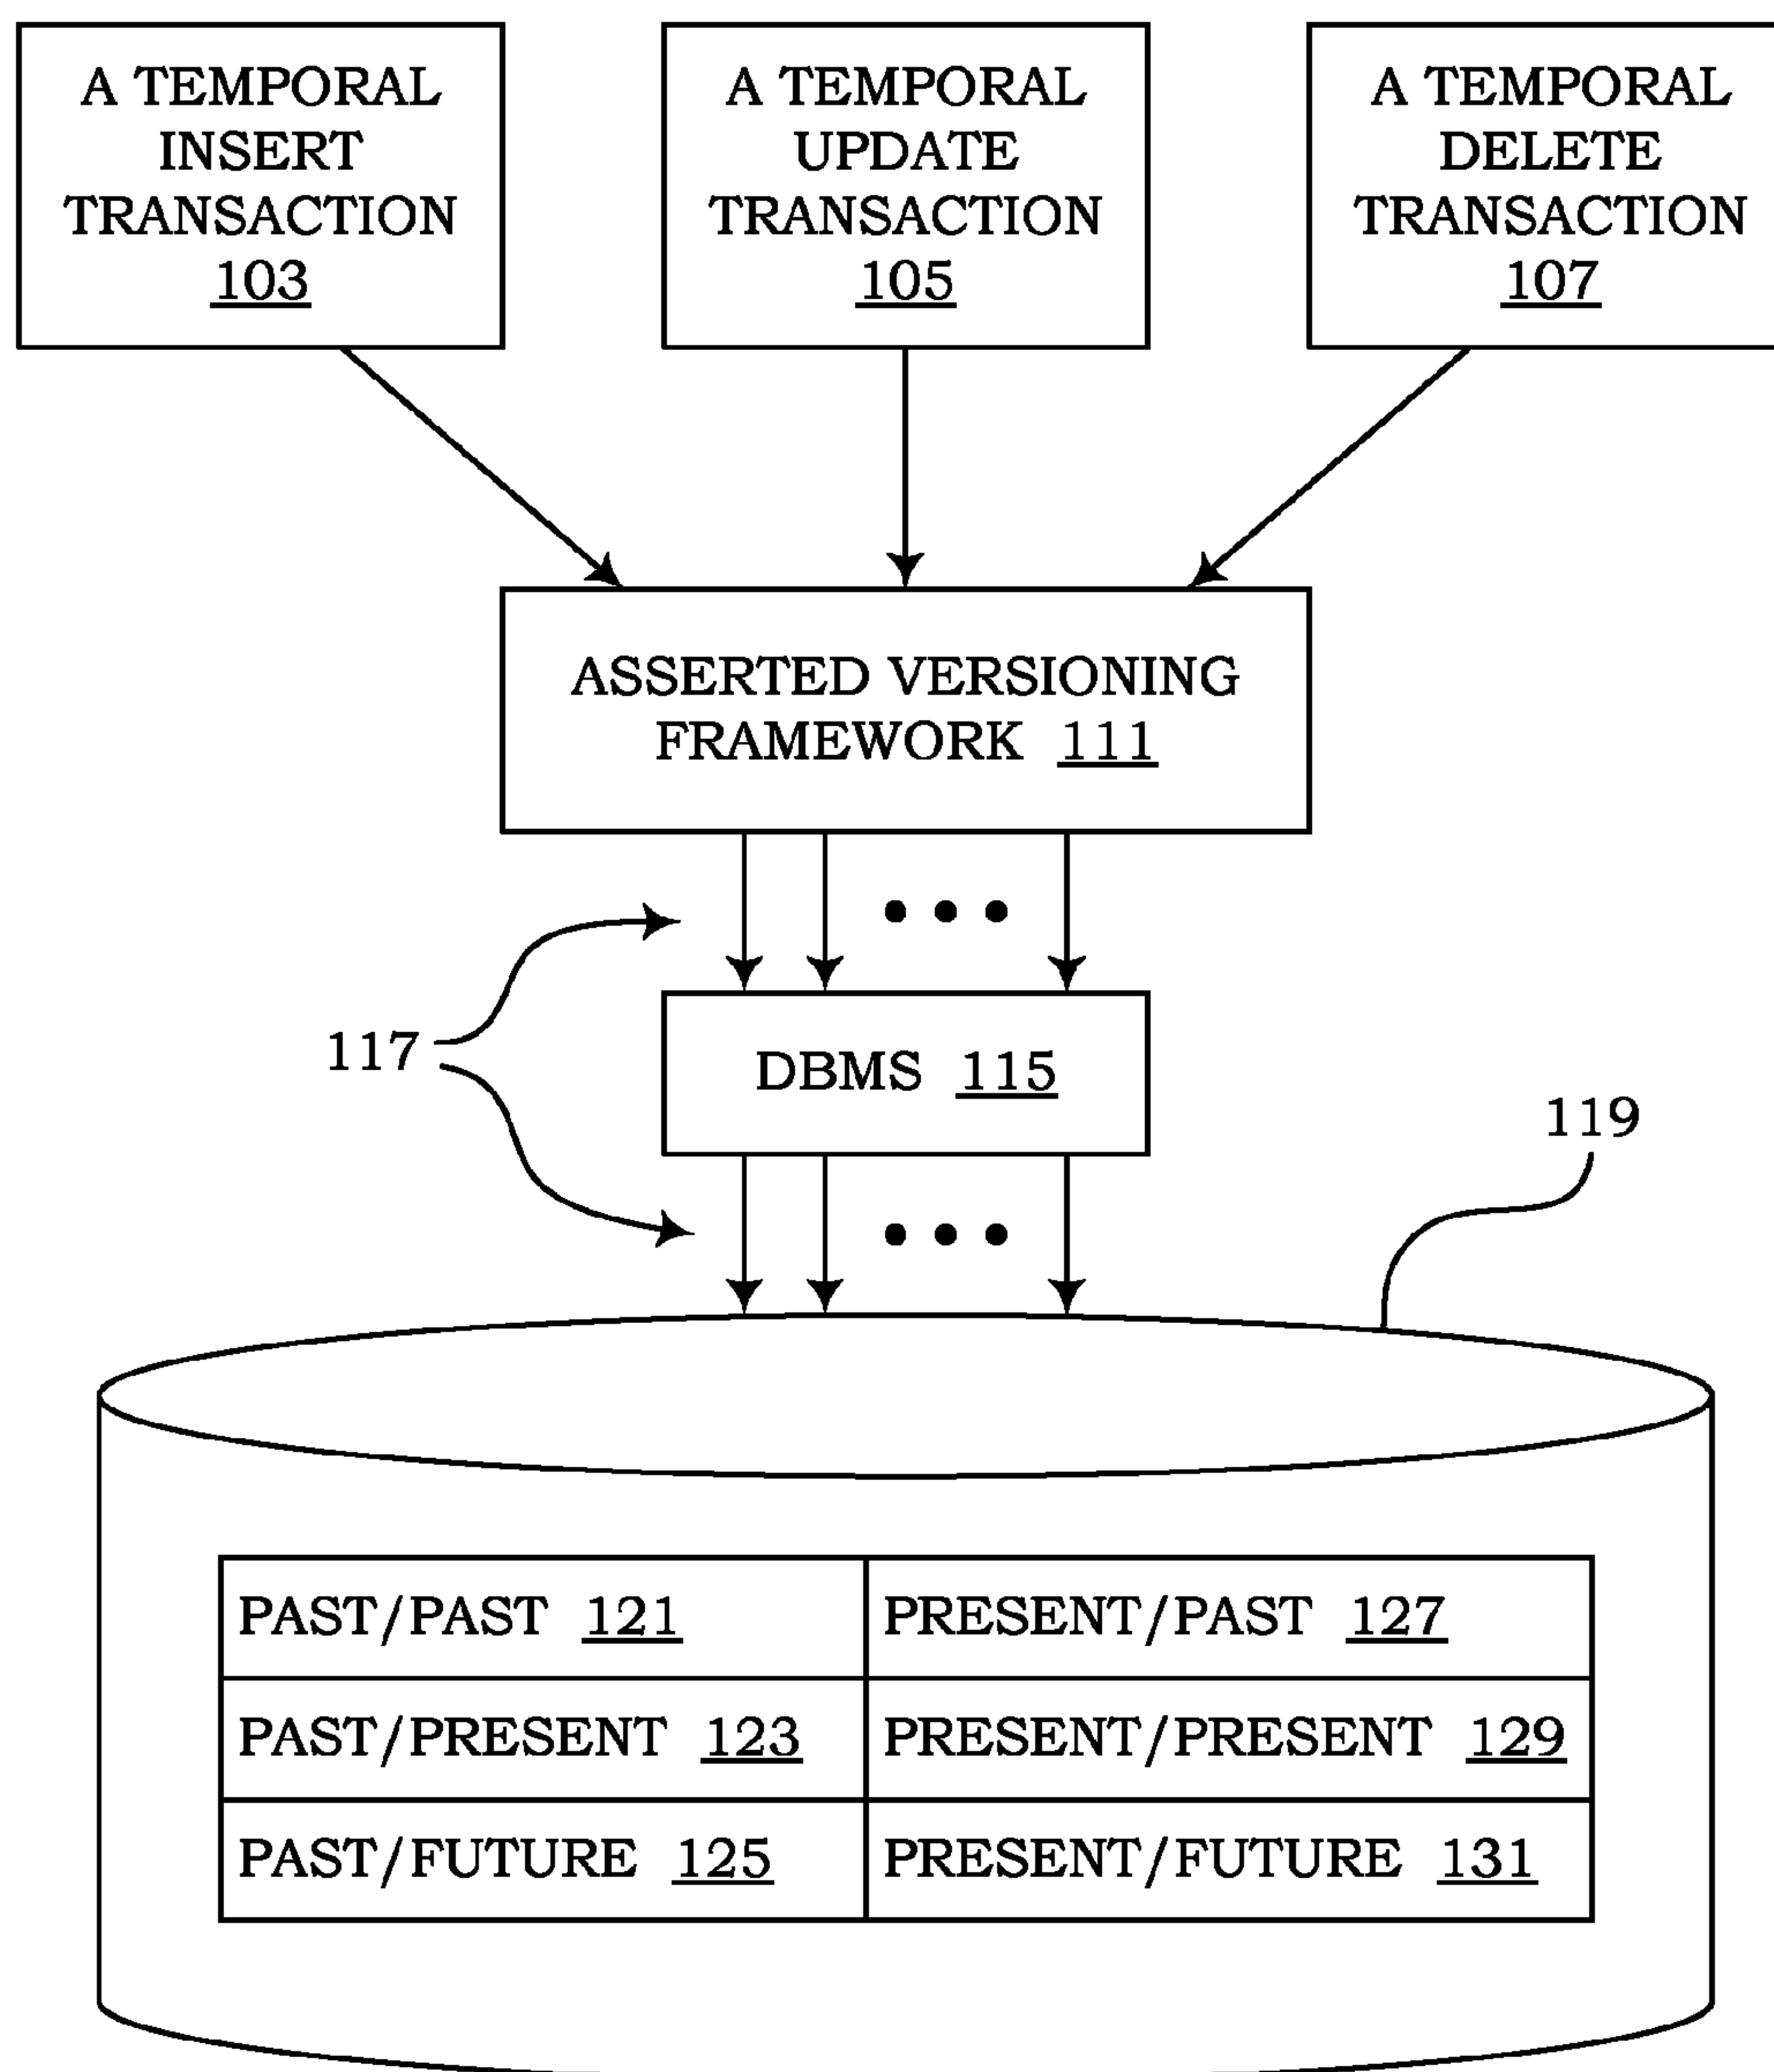 A TEMPORAL
INSERT
TRANSACTION
103
A TEMPORAL
UPDATE
TRANSACTION
105
A TEMPORAL
DELETE
TRANSACTION
107
ASSERTED VERSIONING
FRAMEWORK 111
117
DBMS 115
119
PAST/PAST 121
PRESENT/PAST 127
PAST/PRESENT 123
PRESENT/PRESENT 129
PAST/FUTURE 125
PRESENT/FUTURE 131